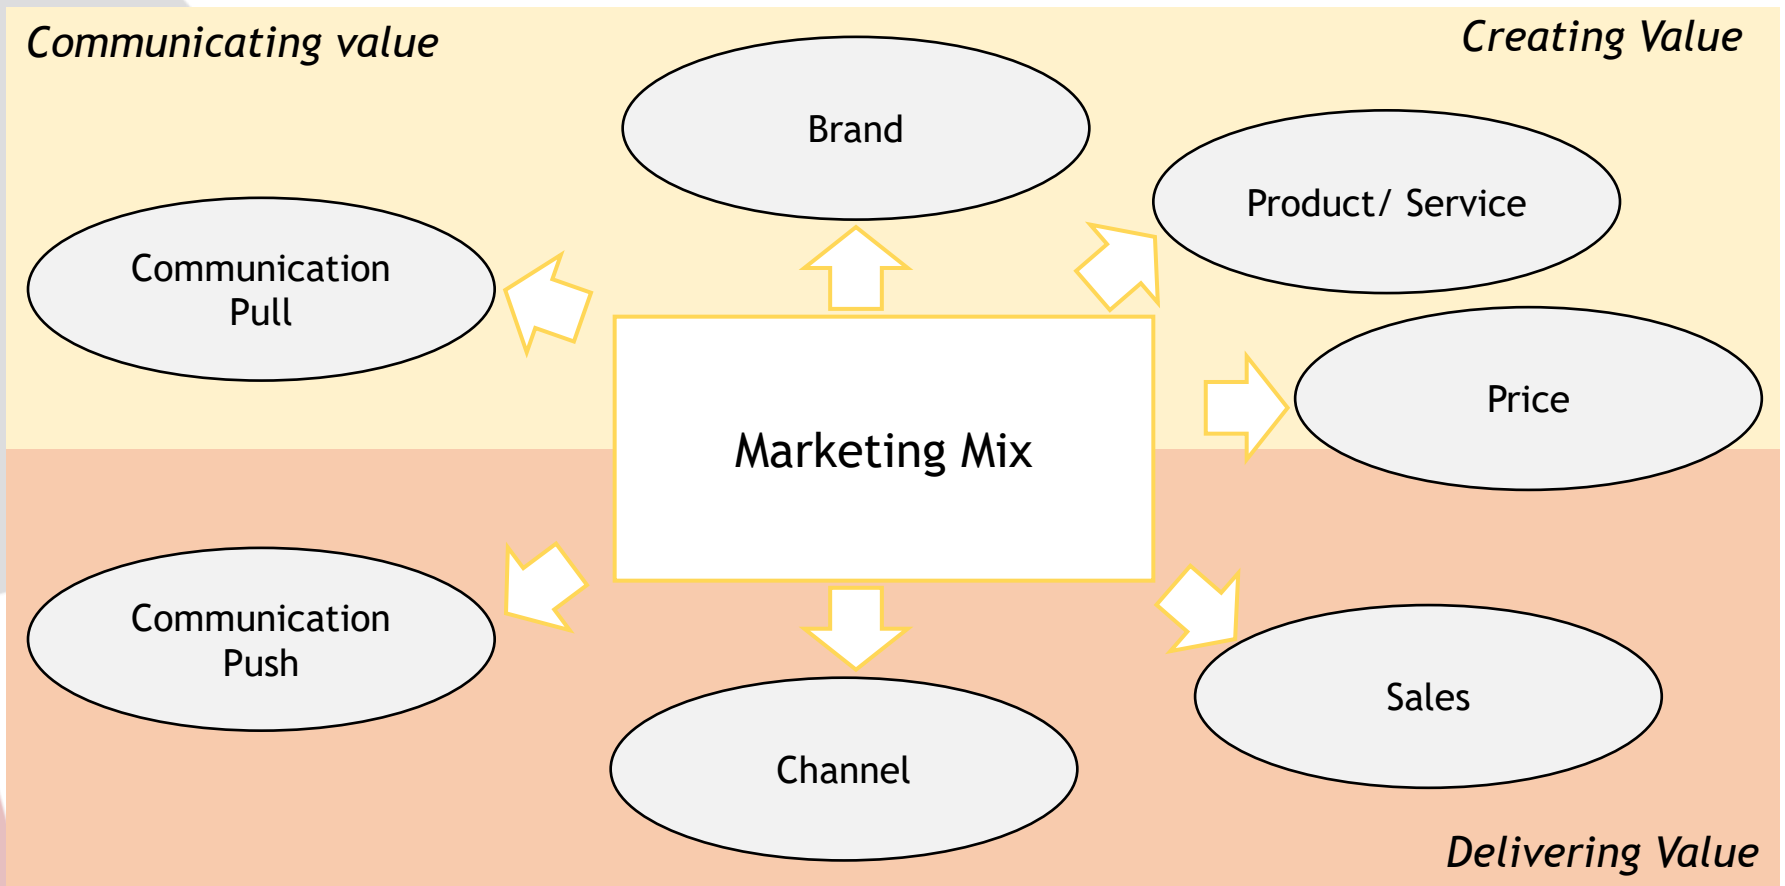 Communicating value
Creating Value
Brand
Product/ Service
Communication
Pull
Price
Marketing Mix
Communication
Push
Sales
Channel
Delivering Value